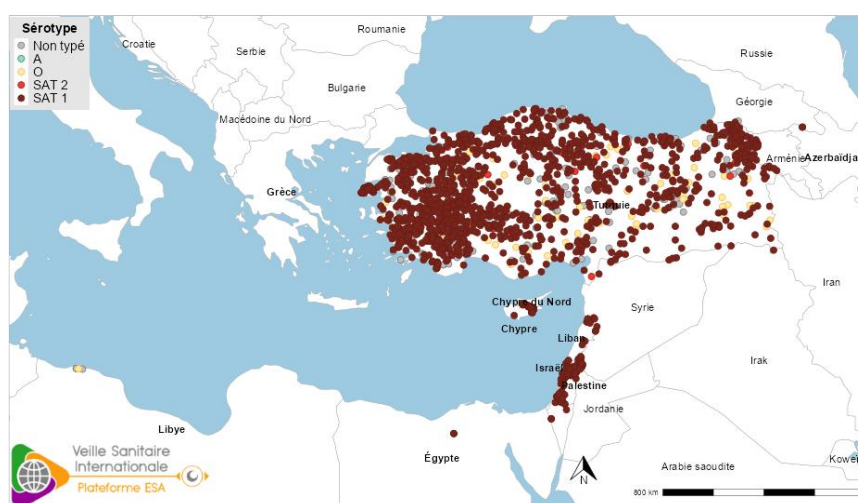 Sérotype
Non typé
A
O
SAT 2
SAT 1
Croatie
Serbie
Roumanie
Russie
Bulgarie
Géorgie
Macédoine du Nord
Arménie
Azerbaïdja
Grèce
Turquie
Iran
Chypre du Nord
Syrie
Chypre
Liban
Irak
Israël
Palestine
Jordanie
Libye
Égypte
Arabie saoudite
Kowe
N
800 km
Veille Sanitaire
Internationale
Plateforme ESA